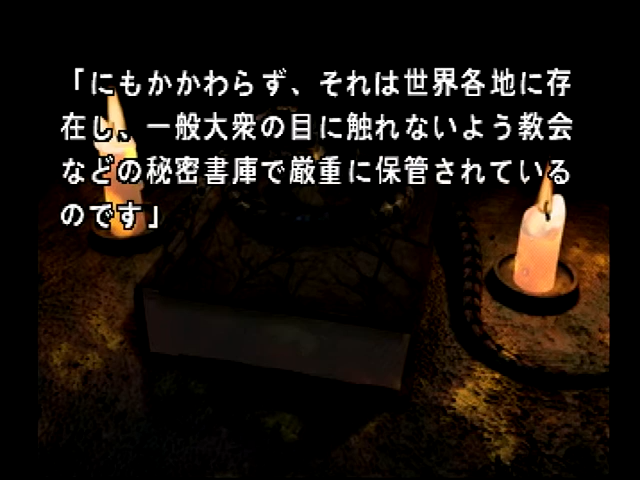 「にもかかわらず、それは世界各地に存
在し、一般大衆の目に触れないよう教会
などの秘密書庫で厳重に保管されている
のです」